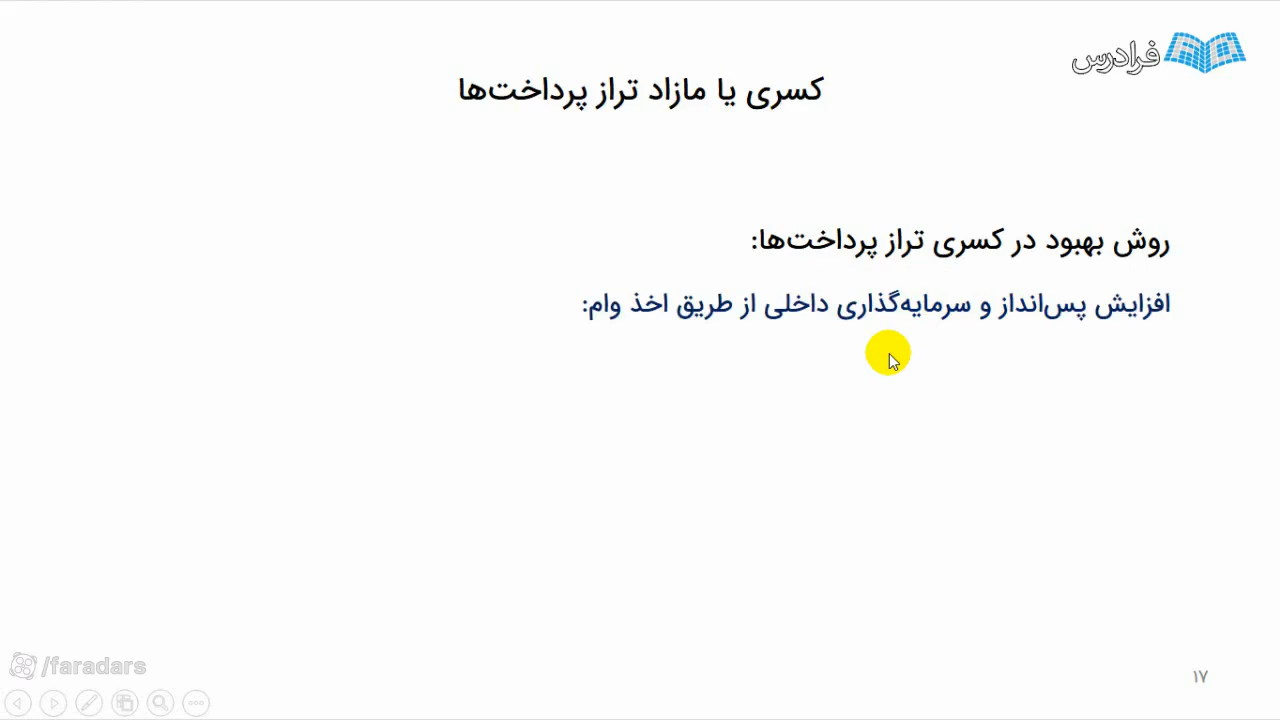 فرادرس
کسری یا مازاد تراز پرداخت‌ها
روش بهبود در کسری تراز پرداخت‌ها:
افزایش پس‌انداز و سرمایه‌گذاری داخلی از طریق اخذ وام:
/faradars
۱۷